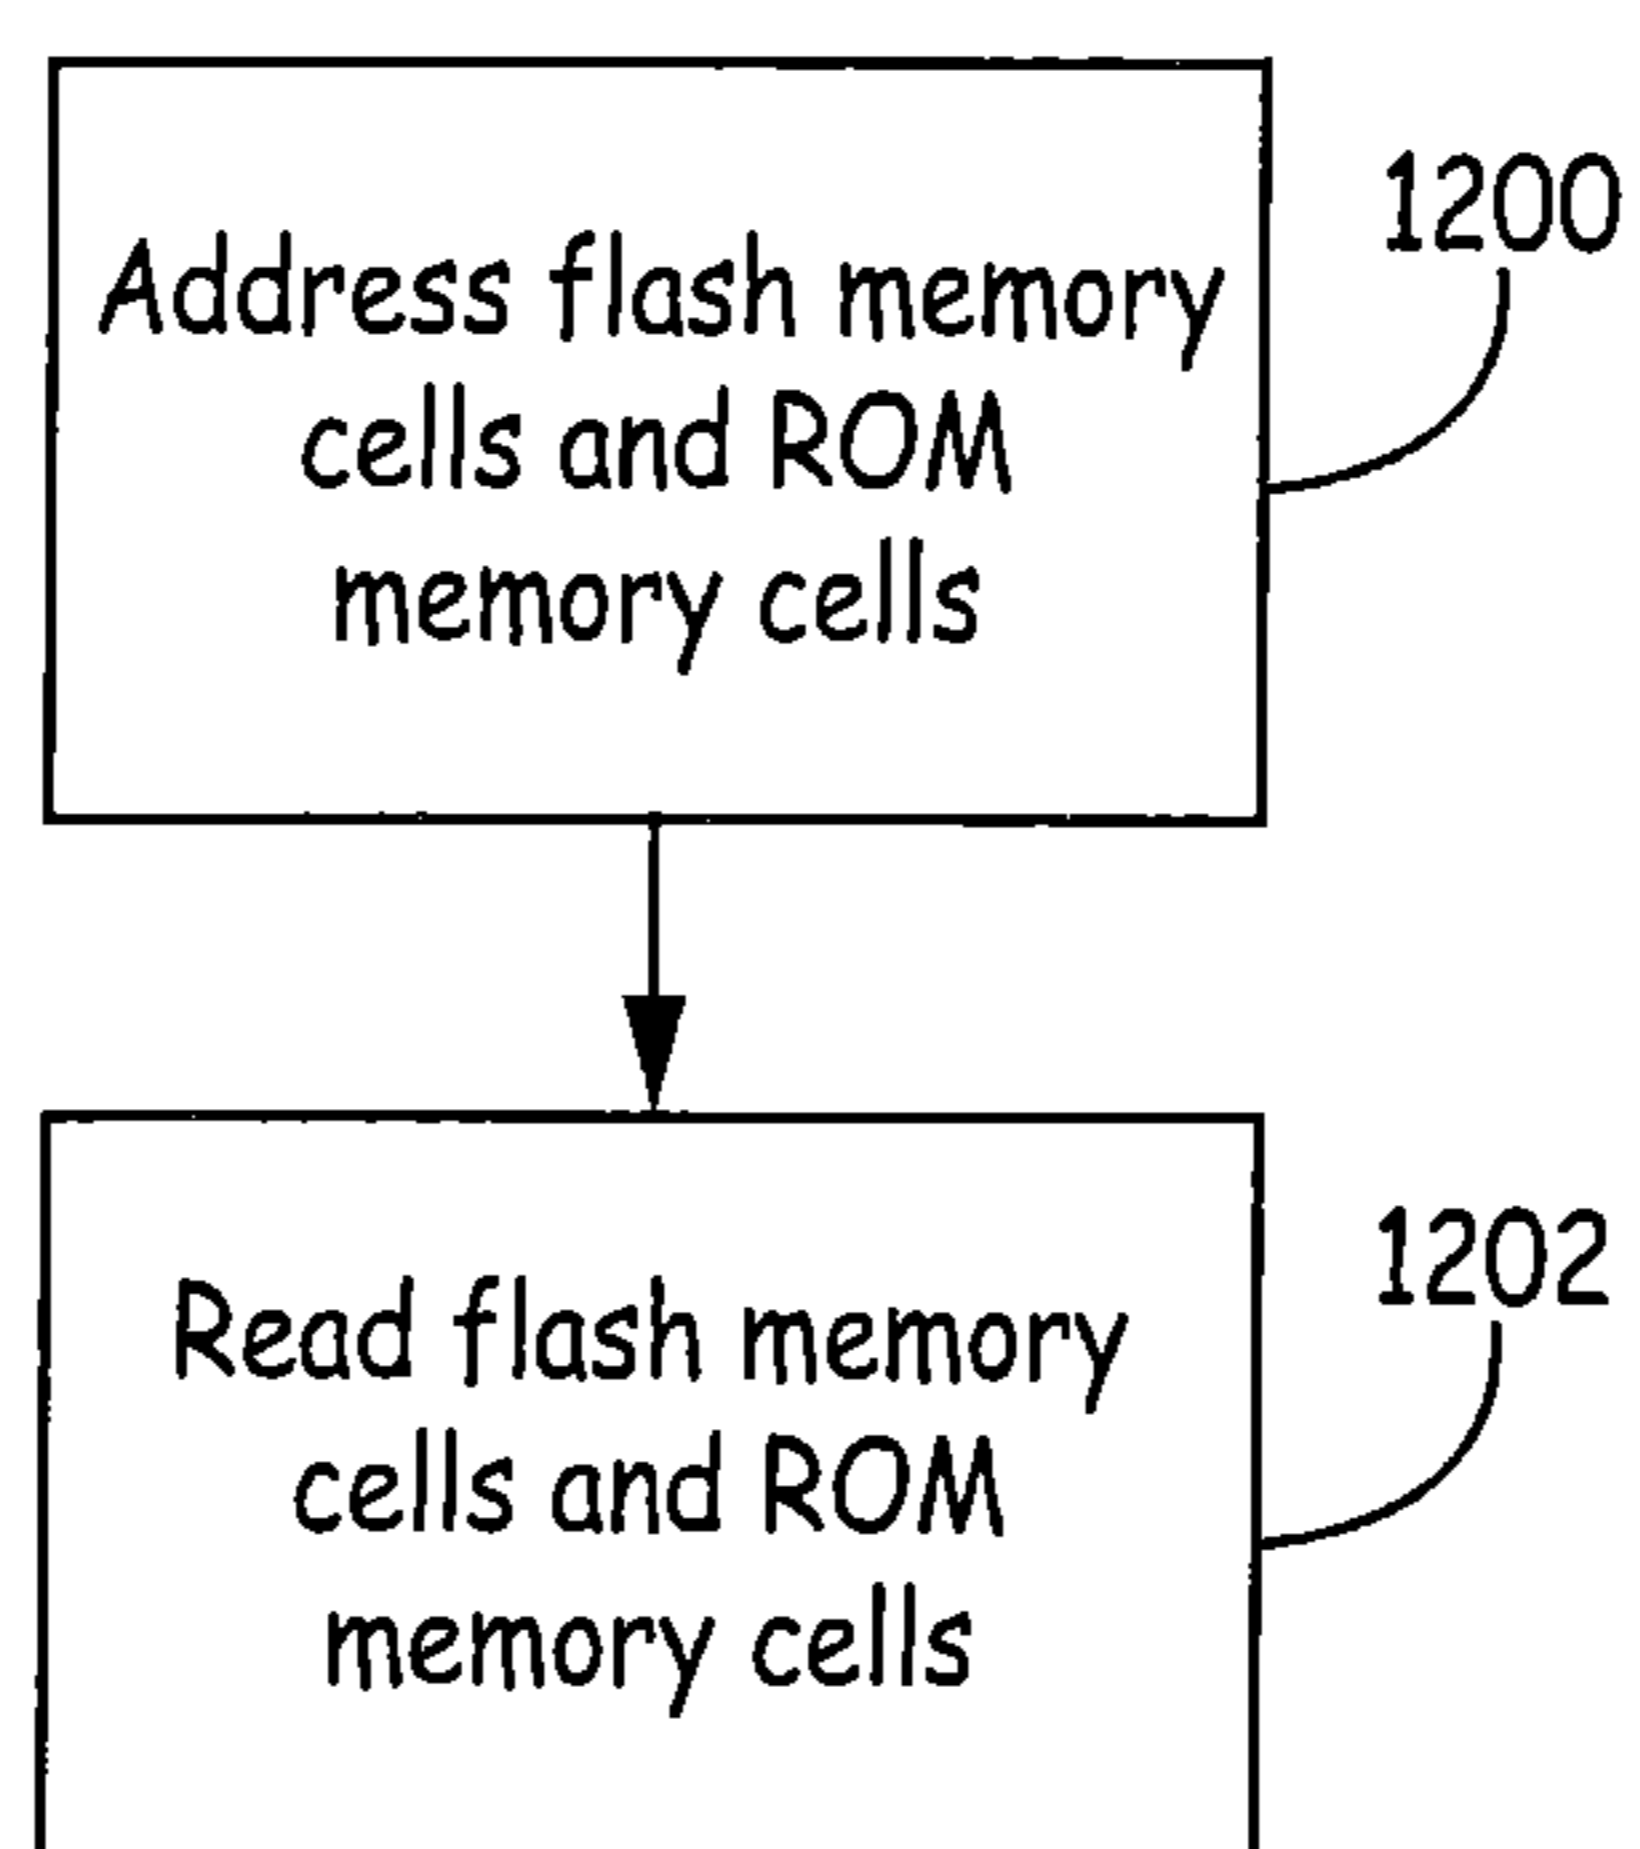 Address flash memory
cells and ROM
memory cells
1200
Read flash memory
cells and ROM
memory cells
1202